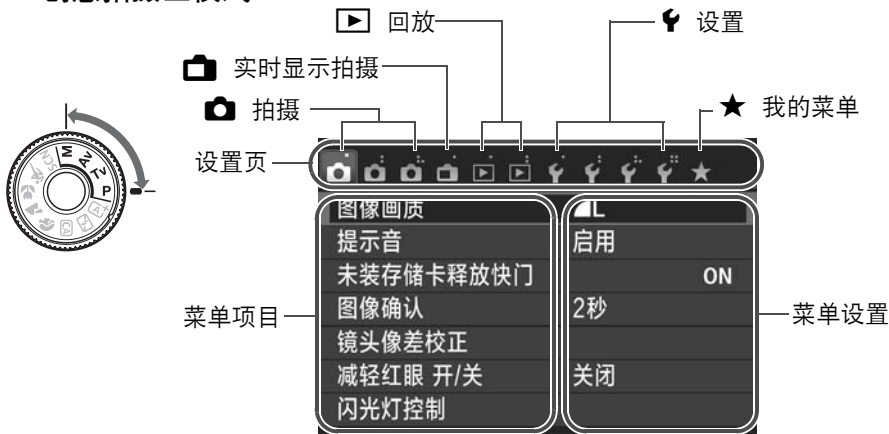 回放
设置
实时显示拍摄
拍摄
我的菜单
设置页
M
Av
Tv
P
A+
CA
图像画质 L
提示音 启用
未装存储卡释放快门 ON
图像确认 2秒
镜头像差校正
减轻红眼 开/关 关闭
闪光灯控制
菜单项目
菜单设置